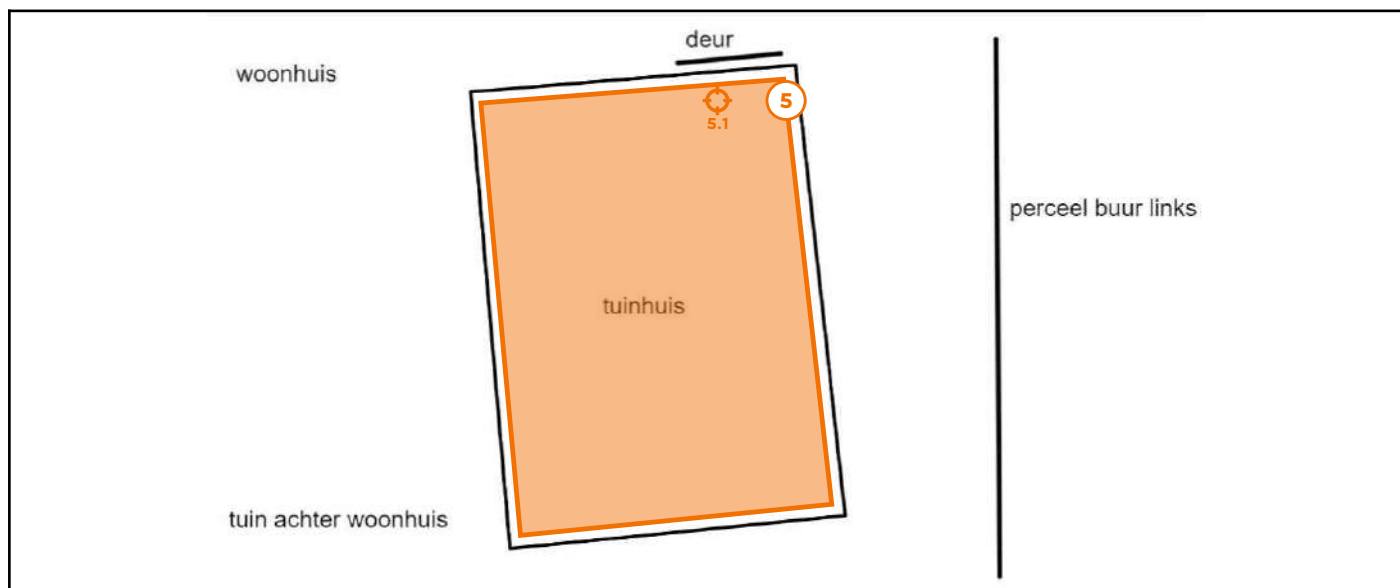 deur
woonhuis
5
5.1
perceel buur links
tuinhuis
tuin achter woonhuis